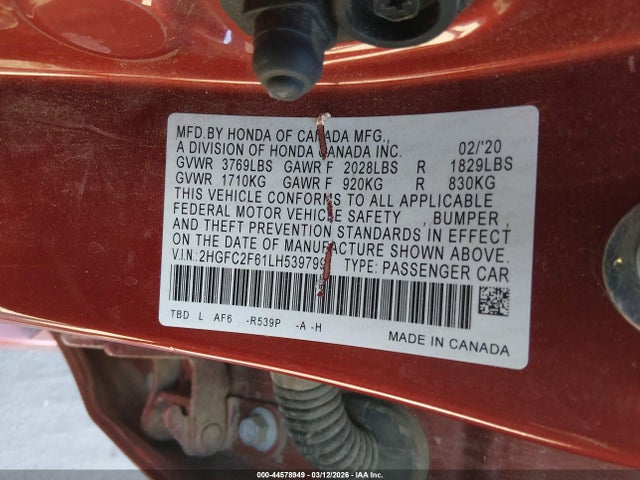 MFD.BY HONDA OF CANADA MFG.,
A DIVISION OF HONDA CANADA INC. 02/'20
GVWR 3769LBS GAWR F 2028LBS R 1829LBS
GVWR 1710KG GAWR F 920KG R 830KG
THIS VEHICLE CONFORMS TO ALL APPLICABLE
FEDERAL MOTOR VEHICLE SAFETY , BUMPER ,
AND THEFT PREVENTION STANDARDS IN EFFECT
ON THE DATE OF MANUFACTURE SHOWN ABOVE.
V.I.N.: 2HGFC2F61LH539799 TYPE: PASSENGER CAR
TBD L AF6 -R539P -A -H
MADE IN CANADA
000-44578949 | 03/12/2026 | IAA Inc.